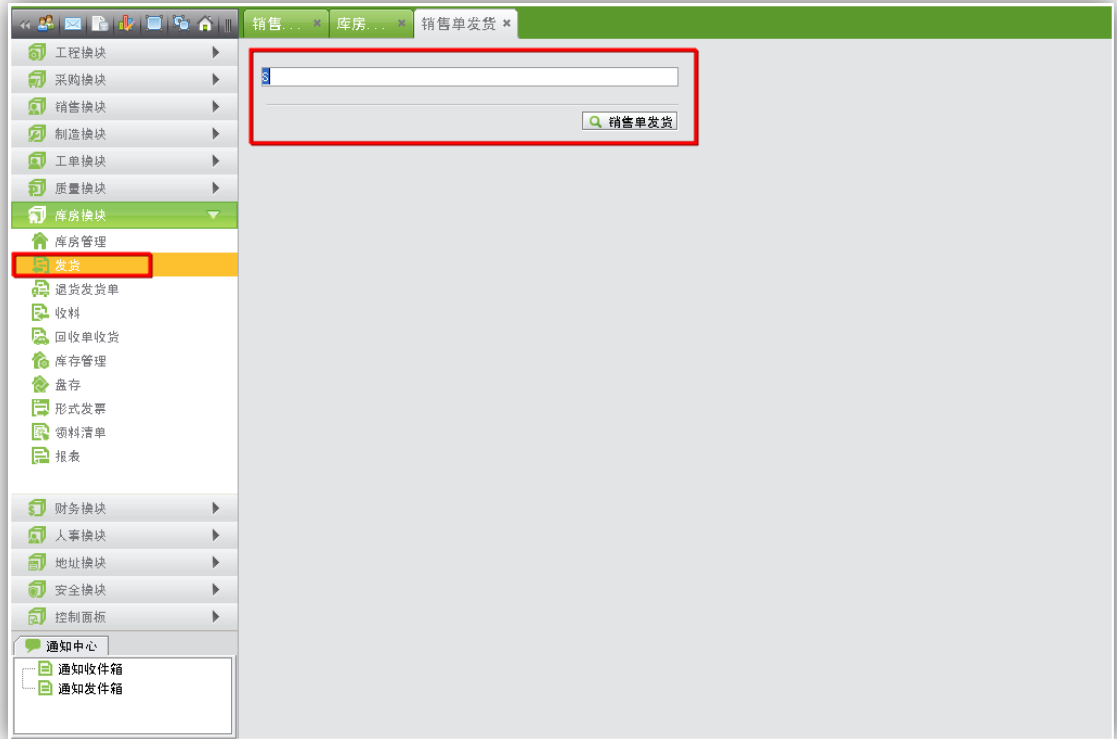 销售... 库房... 销售单发货
工程模块
采购模块
销售模块
制造模块
工单模块
质量模块
库房模块
库房管理
发货
退货发货单
收料
回收单收货
库存管理
盘存
形式发票
领料清单
报表
财务模块
人事模块
地址模块
安全模块
控制面板
通知中心
通知收件箱
通知发件箱
S
销售单发货